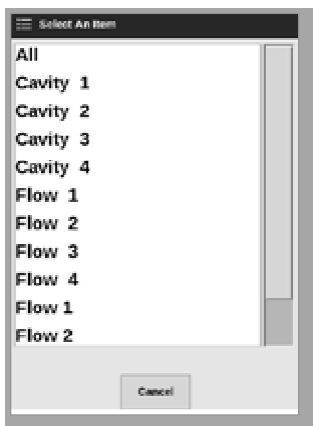 Select An Item
All
Cavity 1
Cavity 2
Cavity 3
Cavity 4
Flow 1
Flow 2
Flow 3
Flow 4
Flow 1
Flow 2
Cancel